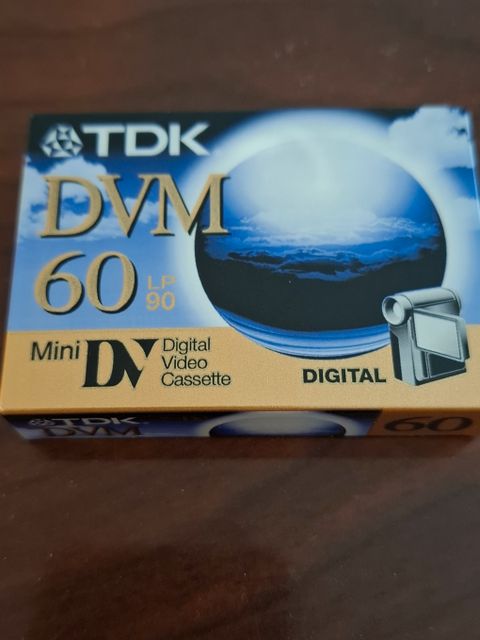 TDK
DVM
60 LP
90
Mini DV Digital
Video
Cassette
DIGITAL
TDK
DVM
60